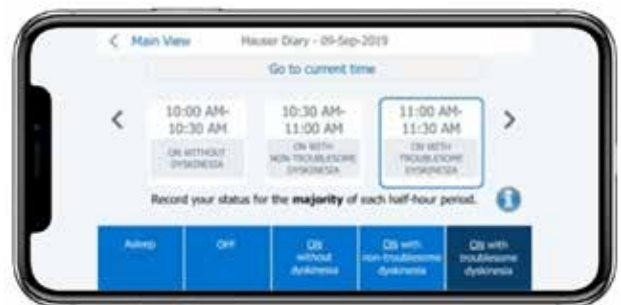 < Main View Hauser Diary - 09-Sep-2019
Go to current time
10:00 AM-
10:30 AM
ON WITHOUT
DYSKINESIA
10:30 AM-
11:00 AM
ON WITH
NON-TROUBLESOME
DYSKINESIA
11:00 AM-
11:30 AM
ON WITH
TROUBLESOME
DYSKINESIA
Record your status for the majority of each half-hour period.
Asleep
OFF
ON
without
dyskinesia
ON with
non-troublesome
dyskinesia
ON with
troublesome
dyskinesia